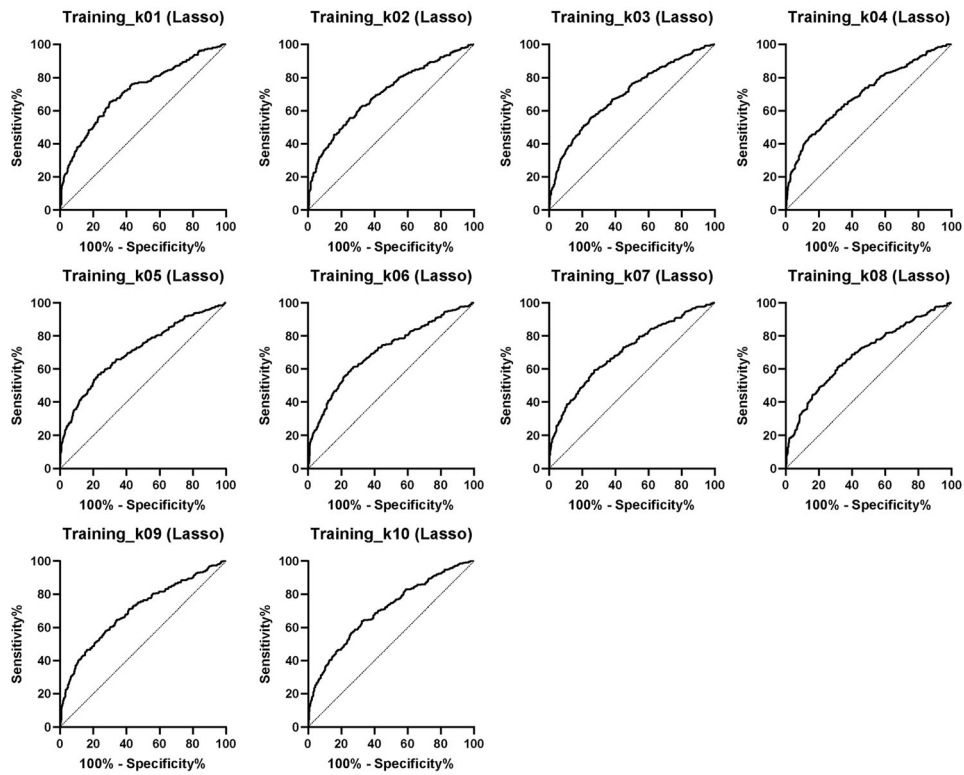 Training_k01 (Lasso)
Sensitivity%
100
80
60
40
20
0
0 20 40 60 80 100
100% - Specificity%
Training_k02 (Lasso)
Sensitivity%
100
80
60
40
20
0
0 20 40 60 80 100
100% - Specificity%
Training_k03 (Lasso)
Sensitivity%
100
80
60
40
20
0
0 20 40 60 80 100
100% - Specificity%
Training_k04 (Lasso)
Sensitivity%
100
80
60
40
20
0
0 20 40 60 80 100
100% - Specificity%
Training_k05 (Lasso)
Sensitivity%
100
80
60
40
20
0
0 20 40 60 80 100
100% - Specificity%
Training_k06 (Lasso)
Sensitivity%
100
80
60
40
20
0
0 20 40 60 80 100
100% - Specificity%
Training_k07 (Lasso)
Sensitivity%
100
80
60
40
20
0
0 20 40 60 80 100
100% - Specificity%
Training_k08 (Lasso)
Sensitivity%
100
80
60
40
20
0
0 20 40 60 80 100
100% - Specificity%
Training_k09 (Lasso)
Sensitivity%
100
80
60
40
20
0
0 20 40 60 80 100
100% - Specificity%
Training_k10 (Lasso)
Sensitivity%
100
80
60
40
20
0
0 20 40 60 80 100
100% - Specificity%